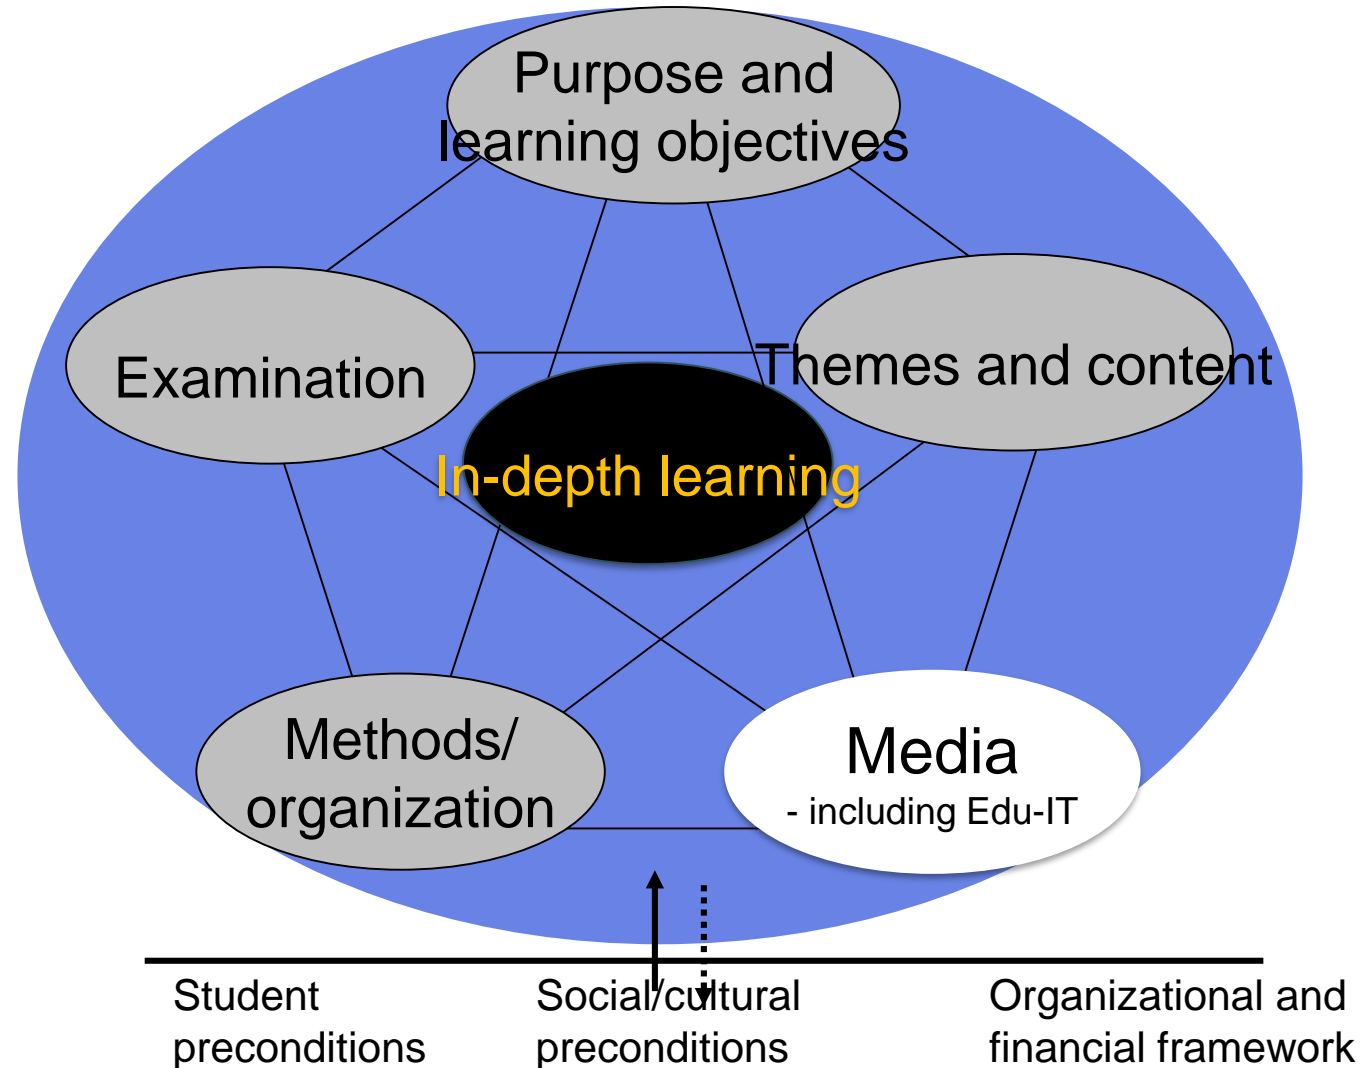 Purpose and
learning objectives
Examination
Themes and content
In-depth learning
Methods/
organization
Media
- including Edu-IT
Student
preconditions
Social/cultural
preconditions
Organizational and
financial framework